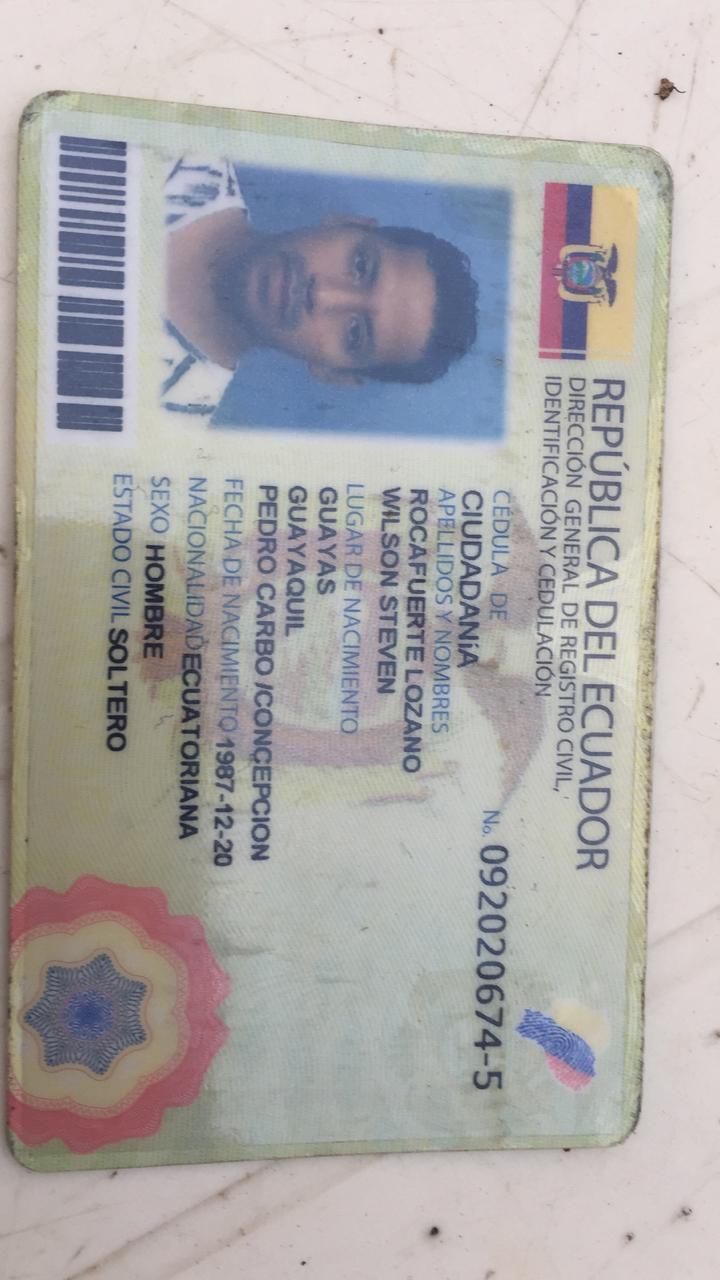 REPÚBLICA DEL ECUADOR
DIRECCIÓN GENERAL DE REGISTRO CIVIL,
IDENTIFICACIÓN Y CEDULACIÓN
CÉDULA DE No. 092020674-5
CIUDADANÍA
APELLIDOS Y NOMBRES
ROCAFUERTE LOZANO
WILSON STEVEN
LUGAR DE NACIMIENTO
GUAYAS
GUAYAQUIL
PEDRO CARBO /CONCEPCION
FECHA DE NACIMIENTO 1987-12-20
NACIONALIDAD ECUATORIANA
SEXO HOMBRE
ESTADO CIVIL SOLTERO